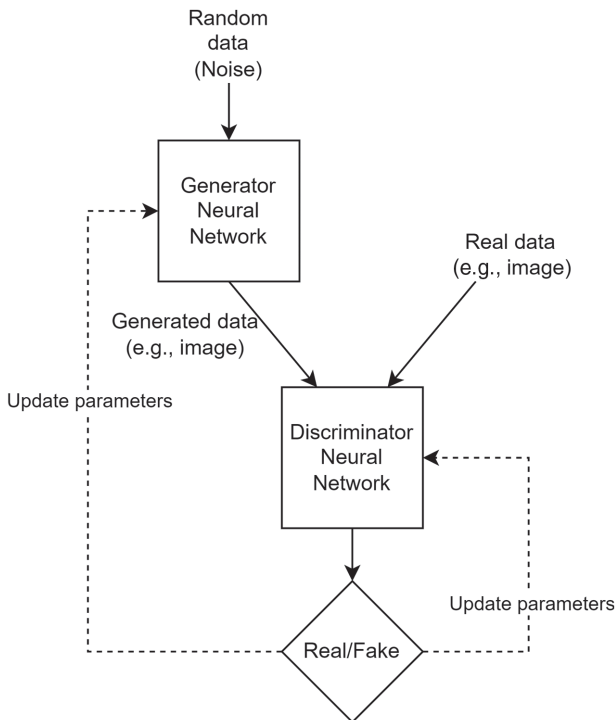 Random
data
(Noise)
Generator
Neural
Network
Real data
(e.g., image)
Generated data
(e.g., image)
Update parameters
Discriminator
Neural
Network
Update parameters
Real/Fake